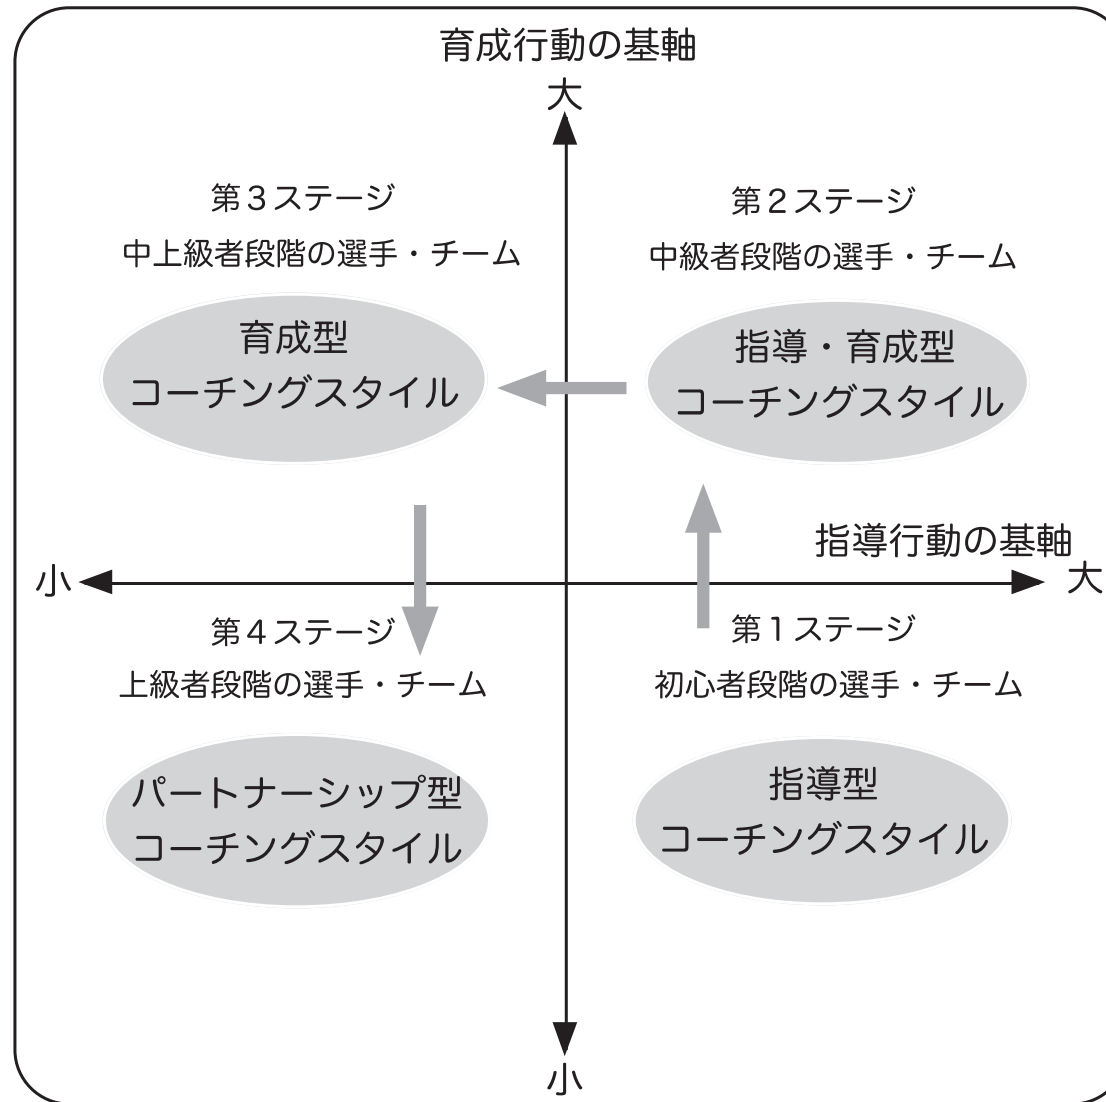 育成行動の基軸
大
第３ステージ
中上級者段階の選手・チーム
育成型
コーチングスタイル
第２ステージ
中級者段階の選手・チーム
指導・育成型
コーチングスタイル
指導行動の基軸
小
大
第４ステージ
上級者段階の選手・チーム
パートナーシップ型
コーチングスタイル
第１ステージ
初心者段階の選手・チーム
指導型
コーチングスタイル
小